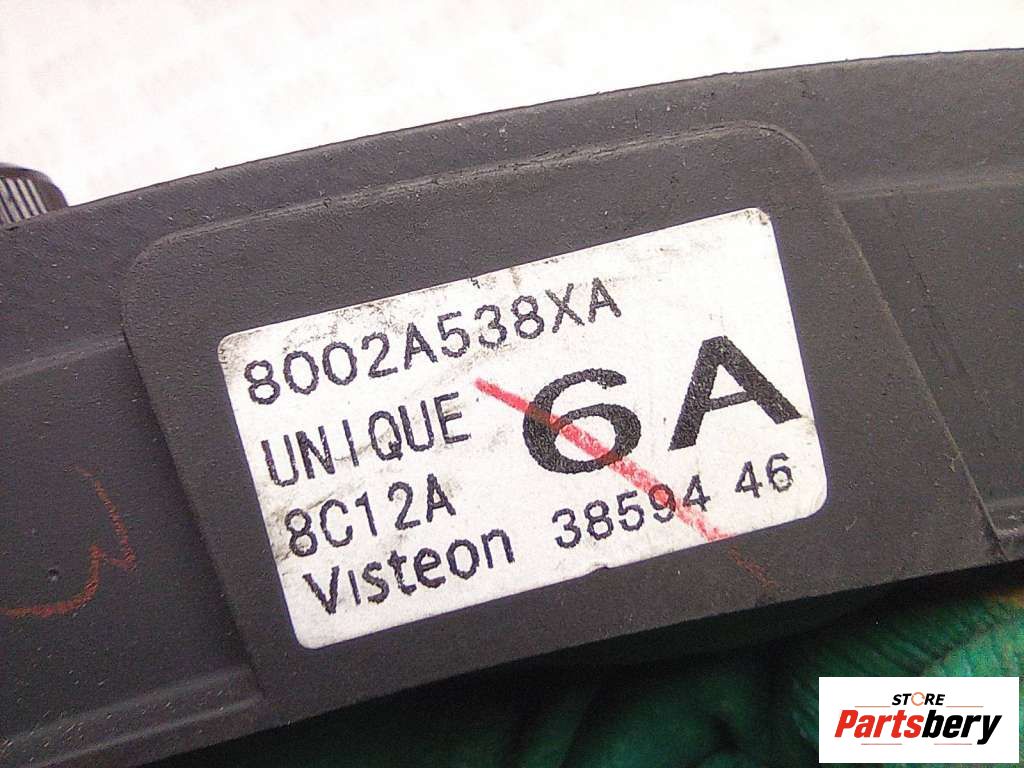 8002A538XA
UNIQUE
6A
8C12A
Visteon 38594 46
STORE
Partsbery